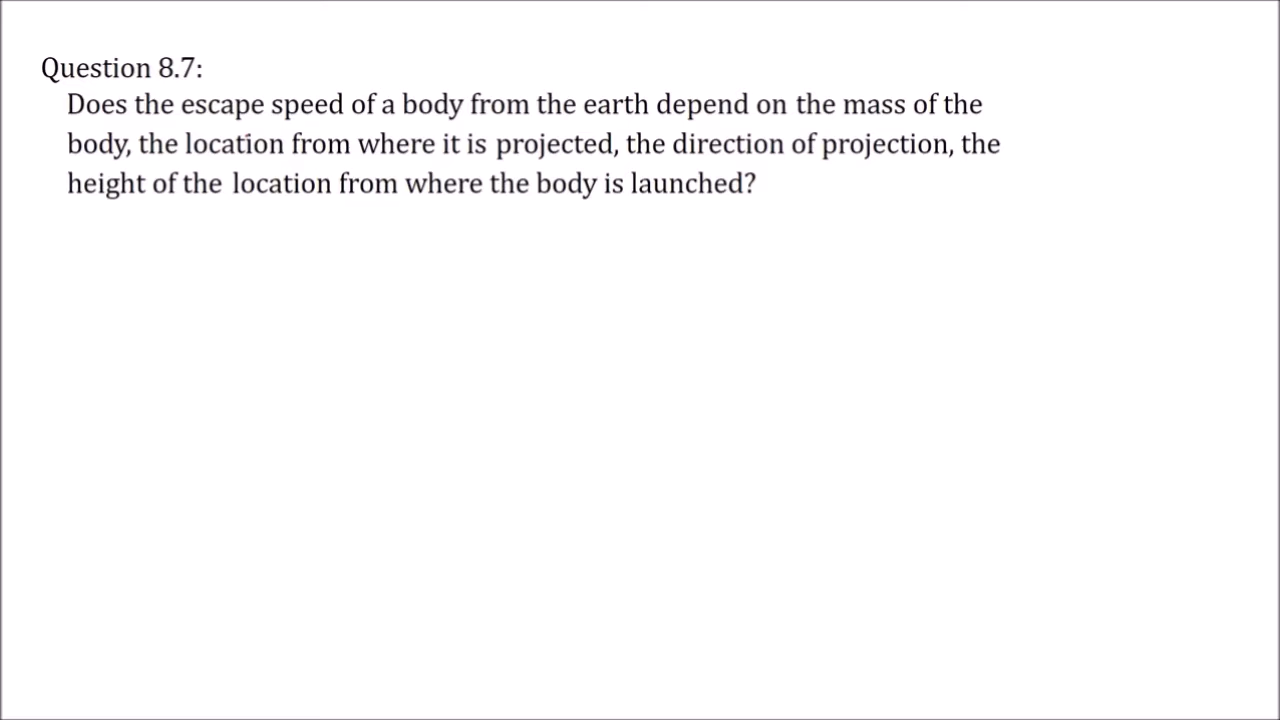 Question 8.7:
Does the escape speed of a body from the earth depend on the mass of the
body, the location from where it is projected, the direction of projection, the
height of the location from where the body is launched?